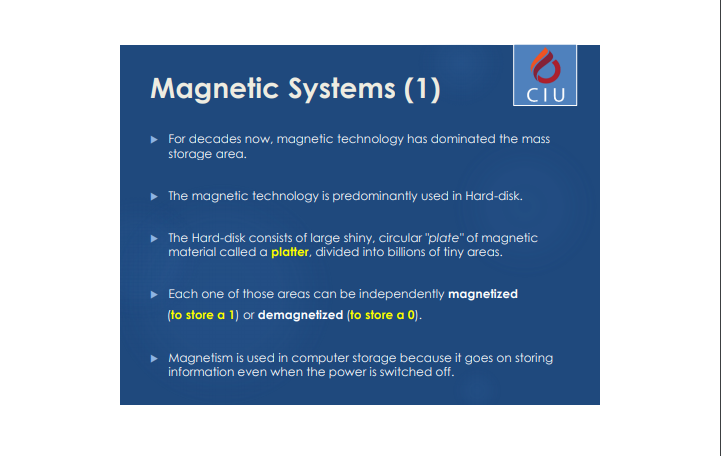 Magnetic Systems (1)
CIU
For decades now, magnetic technology has dominated the mass
storage area.
The magnetic technology is predominantly used in Hard-disk.
The Hard-disk consists of large shiny, circular "plate" of magnetic
material called a platter, divided into billions of tiny areas.
Each one of those areas can be independently magnetized
(to store a 1) or demagnetized (to store a 0).
Magnetism is used in computer storage because it goes on storing
information even when the power is switched off.